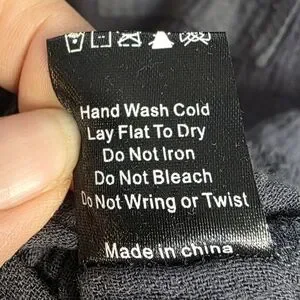 Hand Wash Cold
Lay Flat To Dry
Do Not Iron
Do Not Bleach
Do Not Wring or Twist
Made in china